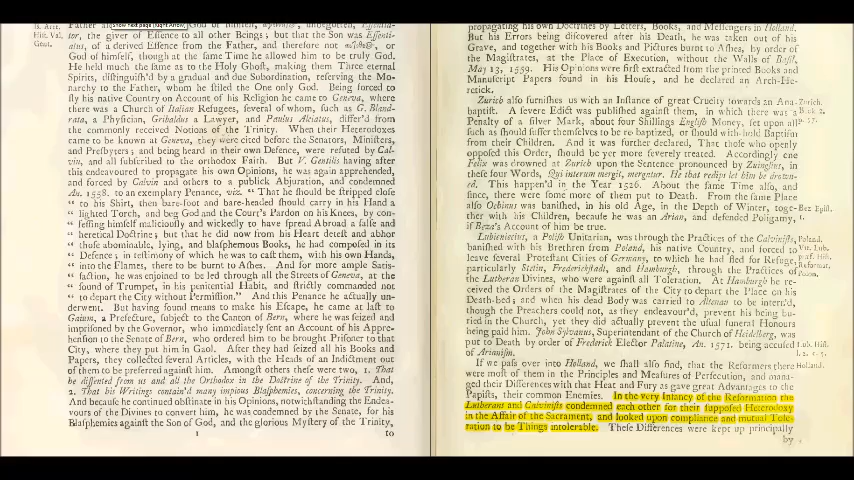 B. Aret.
Hist. Val.
Gent.
tor, the giver of Essence to all other Beings; but that the Son was Essenti-
atus, of a derived Essence from the Father, and therefore not or
God of himself, though at the same Time he allowed him to be truly God.
He held much the same as to the Holy Ghost, making them Three eternal
Spirits, distinguish'd by a gradual and due Subordination, reserving the Mo-
narchy to the Father, whom he stiled the One only God. Being forced to
fly his native Country on Account of his Religion he came to Geneva, where
there was a Church of Italian Refugees, several of whom, such as G. Bland-
rata, a Physician, Gribaldus a Lawyer, and Paulus Alciatus, differ'd from
the commonly received Notions of the Trinity. When their Heterodoxes
came to be known at Geneva, they were cited before the Senators, Ministers,
and Presbyters; and being heard in their own Defence, were refuted by Cal-
vin, and all subscribed to the orthodox Faith. But V. Gentilis having after
this endeavoured to propagate his own Opinions, he was again apprehended,
and forced by Calvin and others to a publick Abjuration, and condemned
An. 1558. to an exemplary Penance, viz. "That he should be stripped close
" to his Shirt, then bare-foot and bare-headed should carry in his Hand a
" lighted Torch, and beg God and the Court's Pardon on his Knees, by con-
" fessing himself maliciously and wickedly to have spread Abroad a false and
" heretical Doctrine; but that he did now from his Heart detest and abhor
" those abominable, lying, and blasphemous Books, he had composed in its
" Defence; in testimony of which he was to cast them, with his own Hands,
" into the Flames, there to be burnt to Ashes. And for more ample Satis-
" faction, he was enjoined to be led through all the Streets of Geneva, at the
" sound of Trumpet, in his penitential Habit, and strictly commanded not
" to depart the City without Permission." And this Penance he actually un-
derwent. But having found means to make his Escape, he came at last to
Gaium, a Prefecture, subject to the Canton of Bern, where he was seized and
imprisoned by the Governor, who immediately sent an Account of his Appre-
hension to the Senate of Bern, who ordered him to be brought Prisoner to that
City, where they put him in Gaol. After they had seized all his Books and
Papers, they collected several Articles, with the Heads of an Indictment out
of them to be preferred against him. Amongst others these were two, 1. That
he dissented from us and all the Orthodox in the Doctrine of the Trinity. And,
2. That his Writings contain'd many impious Blasphemies, concerning the Trinity.
And because he continued obstinate in his Opinions, notwithstanding the Endea-
vours of the Divines to convert him, he was condemned by the Senate, for his
Blasphemies against the Son of God, and the glorious Mystery of the Trinity,
1 to
propagating his own Doctrines by Letters, Books, and Messengers in Holland.
But his Errors being discovered after his Death, he was taken out of his
Grave, and together with his Books and Pictures burnt to Ashes, by order of
the Magistrates, at the Place of Execution, without the Walls of Basil,
May 13, 1559. His Opinions were first extracted from the printed Books and
Manuscript Papers found in his House, and he declared an Arch-He-
retick.
Zurich also furnishes us with an Instance of great Cruelty towards an Ana- Zurich.
baptist. A severe Edict was published against them, in which there was a
Penalty of a silver Mark, about four Shillings English Money, set upon all
such as should suffer themselves to be re-baptized, or should with-hold Baptism
from their Children. And it was further declared, That those who openly
opposed this Order, should be yet more severely treated. Accordingly one
Felix was drowned at Zurich upon the Sentence pronounced by Zuinglius, in
these four Words, Qui iterum mergit, mergatur. He that redips let him be drown-
ed. This happen'd in the Year 1526. About the same Time also, and
since, there were some more of them put to Death. From the same Place
also Ochinus was banished, in his old Age, in the Depth of Winter, toge- Bez Epist.
ther with his Children, because he was an Arian, and defended Poligamy, 1.
if Beza's Account of him be true.
Lubieniecius, a Polish Unitarian, was through the Practices of the Calvinists, Poland.
banished with his Brethren from Poland, his native Country, and forced to
leave several Protestant Cities of Germany, to which he had fled for Refuge,
particularly Stetin, Frederichstadt, and Hamburgh, through the Practices of
the Lutheran Divines, who were against all Toleration. At Hamburgh he re-
ceived the Orders of the Magistrates of the City to depart the Place on his
Death-bed; and when his dead Body was carried to Altenau to be interr'd,
though the Preachers could not, as they endeavour'd, prevent his being bu-
ried in the Church, yet they did actually prevent the usual funeral Honours
being paid him. John Sylvanus, Superintendant of the Church of Heidelberg, was
put to Death by order of Frederick Elector Palatine, An. 1571. being accused Lub. Hist.
of Arianism.
If we pass over into Holland, we shall also find, that the Reformers there Holland.
were most of them in the Principles and Measures of Persecution, and mana-
ged their Differences with that Heat and Fury as gave great Advantages to the
Papists, their common Enemies. In the very Infancy of the Reformation the
Lutherans and Calvinists condemned each other for their supposed Heterodoxy
in the Affair of the Sacrament, and looked upon compliance and mutual Tole-
ration to be Things intolerable. These Differences were kept up principally
by